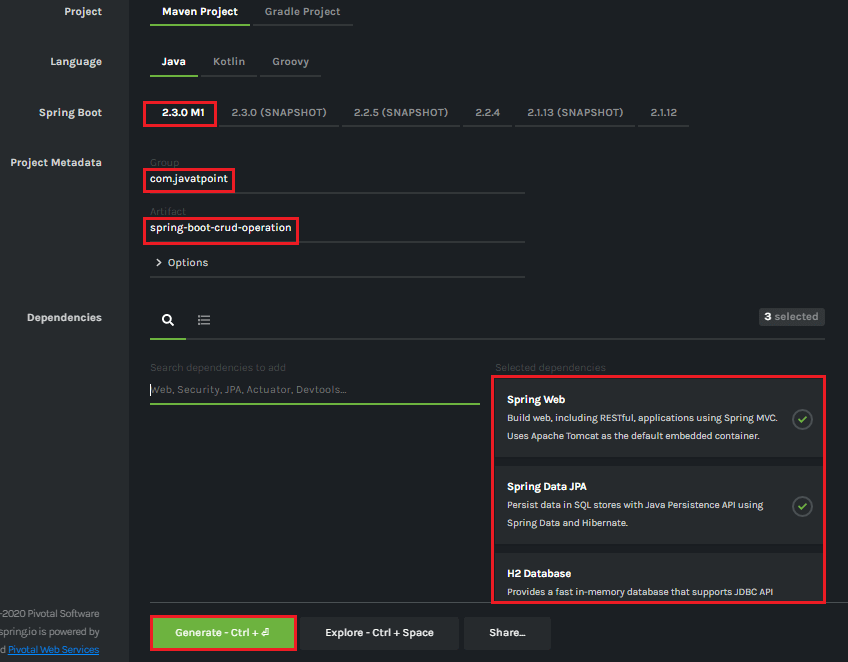 Project
Maven Project Gradle Project
Language
Java Kotlin Groovy
Spring Boot
2.3.0 M1 2.3.0 (SNAPSHOT) 2.2.5 (SNAPSHOT) 2.2.4 2.1.13 (SNAPSHOT) 2.1.12
Project Metadata
Group
com.javatpoint
Artifact
spring-boot-crud-operation
Options
Dependencies
3 selected
Search dependencies to add
Web, Security, JPA, Actuator, Devtools...
Selected dependencies
Spring Web
Build web, including RESTful, applications using Spring MVC.
Uses Apache Tomcat as the default embedded container.
Spring Data JPA
Persist data in SQL stores with Java Persistence API using
Spring Data and Hibernate.
H2 Database
Provides a fast in-memory database that supports JDBC API
-2020 Pivotal Software
spring.io is powered by
d Pivotal Web Services
Generate - Ctrl + ⏎ Explore - Ctrl + Space Share...